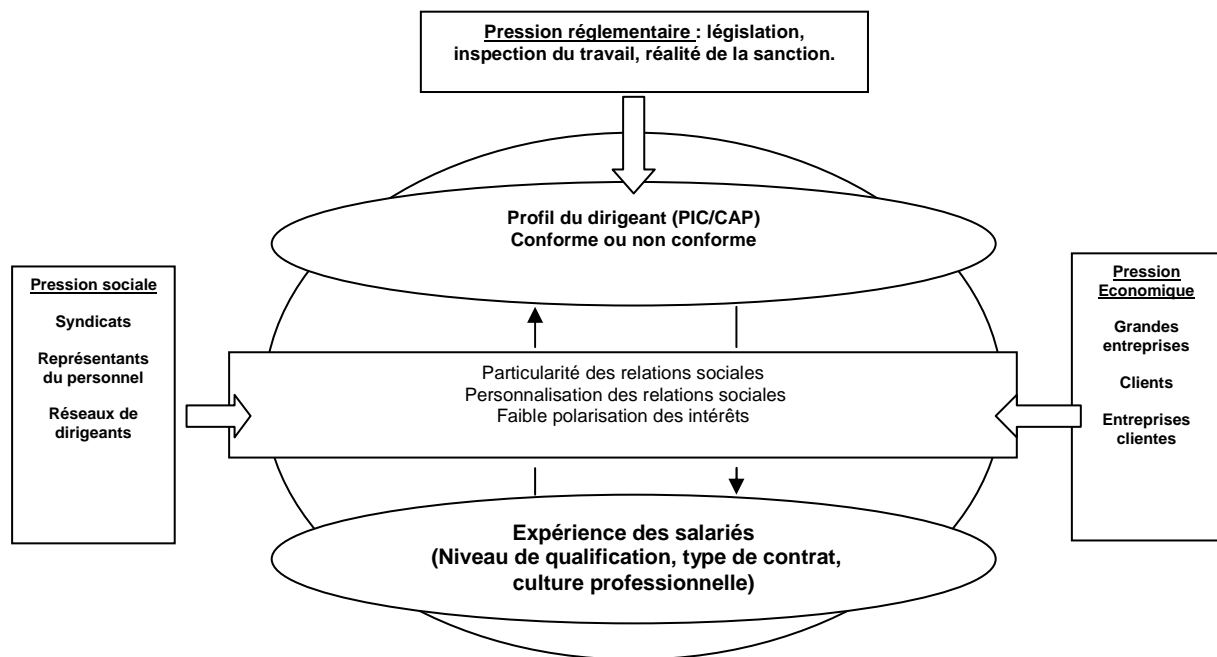 Pression réglementaire : législation,
inspection du travail, réalité de la sanction.
Profil du dirigeant (PIC/CAP)
Conforme ou non conforme
Pression sociale
Syndicats
Représentants
du personnel
Réseaux de
dirigeants
Particularité des relations sociales
Personnalisation des relations sociales
Faible polarisation des intérêts
Pression
Economique
Grandes
entreprises
Clients
Entreprises
clientes
Expérience des salariés
(Niveau de qualification, type de contrat,
culture professionnelle)